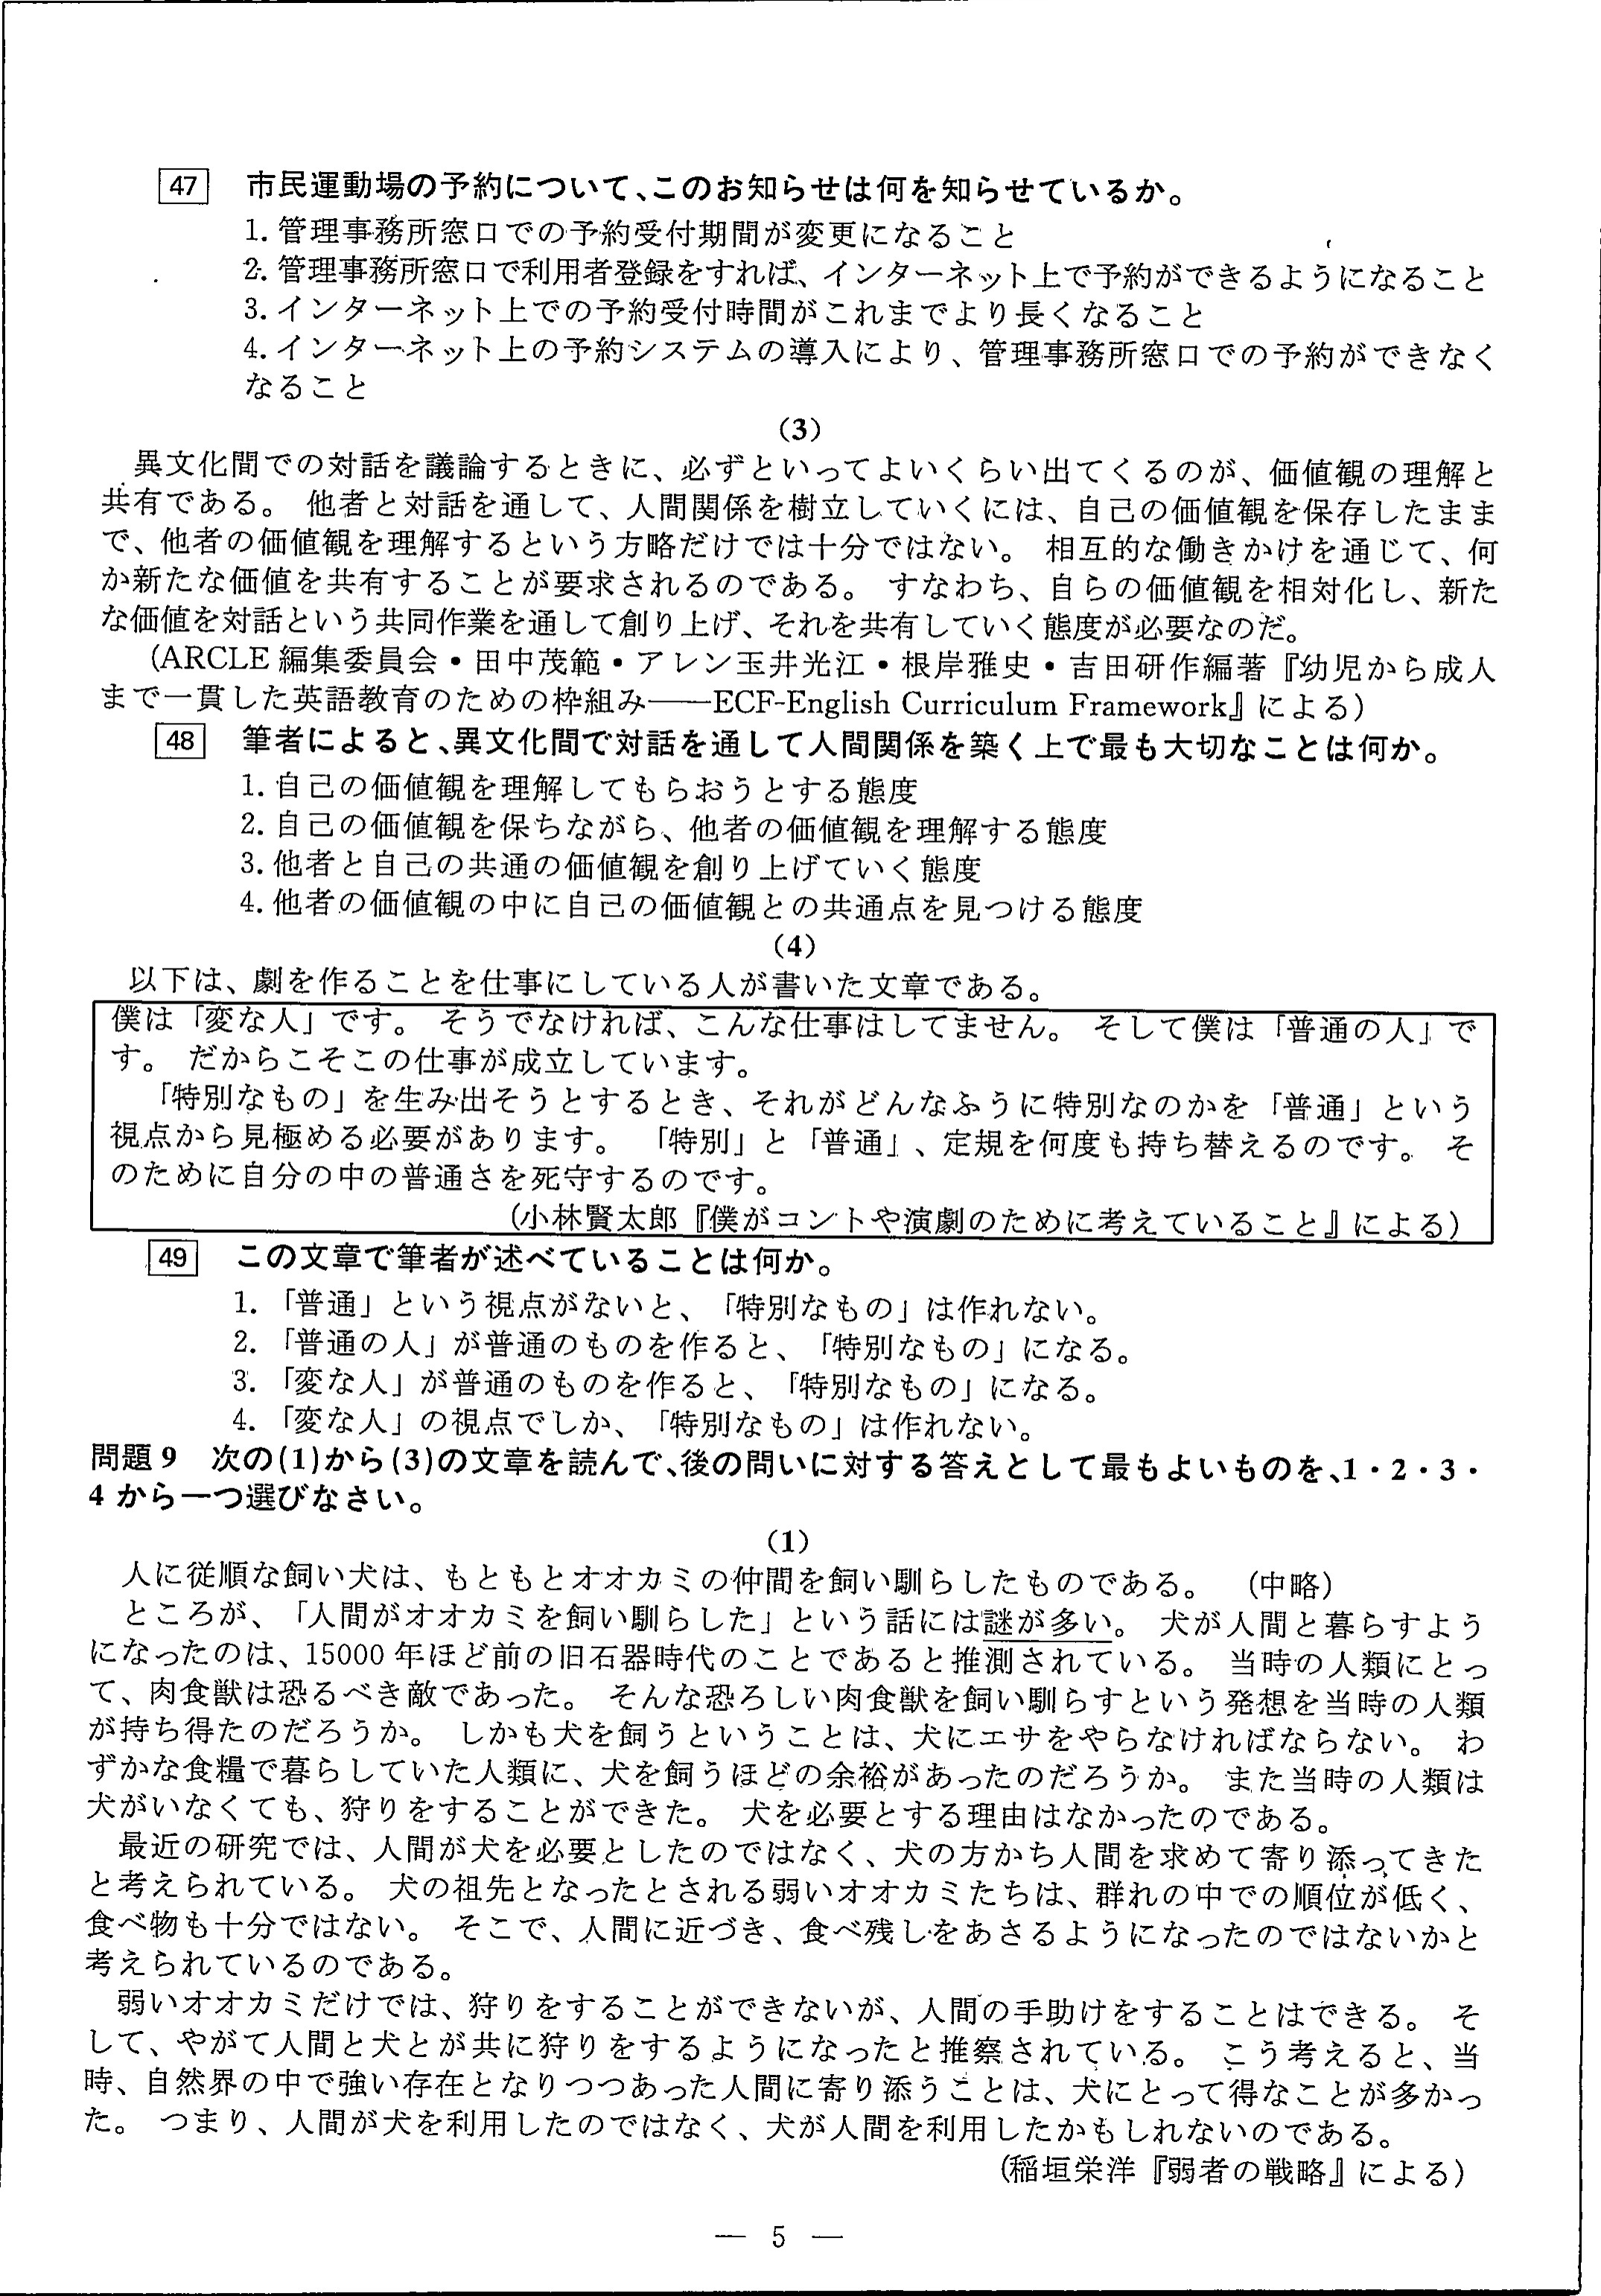 47 市民運動場の予約について、このお知らせは何を知らせているか。
1. 管理事務所窓口での予約受付期間が変更になること
2. 管理事務所窓口で利用者登録をすれば、インターネット上で予約ができるようになること
3. インターネット上での予約受付時間がこれまでより長くなること
4. インターネット上の予約システムの導入により、管理事務所窓口での予約ができなく
なること
(3)
異文化間での対話を議論するときに、必ずといってよいくらい出てくるのが、価値観の理解と
共有である。 他者と対話を通して、人間関係を樹立していくには、自己の価値観を保存したまま
で、他者の価値観を理解するという方略だけでは十分ではない。 相互的な働きかけを通じて、何
か新たな価値を共有することが要求されるのである。 すなわち、自らの価値観を相対化し、新た
な価値を対話という共同作業を通して創り上げ、それを共有していく態度が必要なのだ。
(ARCLE 編集委員会・田中茂範・アレン玉井光江・根岸雅史・吉田研作編著『幼児から成人
まで一貫した英語教育のための枠組み——ECF-English Curriculum Framework』による)
48 筆者によると、異文化間で対話を通して人間関係を築く上で最も大切なことは何か。
1. 自己の価値観を理解してもらおうとする態度
2. 自己の価値観を保ちながら、他者の価値観を理解する態度
3. 他者と自己の共通の価値観を創り上げていく態度
4. 他者の価値観の中に自己の価値観との共通点を見つける態度
(4)
以下は、劇を作ることを仕事にしている人が書いた文章である。
僕は「変な人」です。 そうでなければ、こんな仕事はしてません。 そして僕は「普通の人」で
す。 だからこそこの仕事が成立しています。
「特別なもの」を生み出そうとするとき、それがどんなふうに特別なのかを「普通」という
視点から見極める必要があります。 「特別」と「普通」、定規を何度も持ち替えるのです。 そ
のために自分の中の普通さを死守するのです。
(小林賢太郎『僕がコントや演劇のために考えていること』による)
49 この文章で筆者が述べていることは何か。
1. 「普通」という視点がないと、「特別なもの」は作れない。
2. 「普通の人」が普通のものを作ると、「特別なもの」になる。
3. 「変な人」が普通のものを作ると、「特別なもの」になる。
4. 「変な人」の視点でしか、「特別なもの」は作れない。
問題 9 次の(1)から(3)の文章を読んで、後の問いに対する答えとして最もよいものを、1・2・3・
4 から一つ選びなさい。
(1)
人に従順な飼い犬は、もともとオオカミの仲間を飼い馴らしたものである。 (中略)
ところが、「人間がオオカミを飼い馴らした」という話には謎が多い。 犬が人間と暮らすよう
になったのは、15000 年ほど前の旧石器時代のことであると推測されている。 当時の人類にとっ
て、肉食獣は恐るべき敵であった。 そんな恐ろしい肉食獣を飼い馴らすという発想を当時の人類
が持ち得たのだろうか。 しかも犬を飼うということは、犬にエサをやらなければならない。 わ
ずかな食糧で暮らしていた人類に、犬を飼うほどの余裕があったのだろうか。 また当時の人類は
犬がいなくても、狩りをすることができた。 犬を必要とする理由はなかったのである。
最近の研究では、人間が犬を必要としたのではなく、犬の方から人間を求めて寄り添ってきた
と考えられている。 犬の祖先となったとされる弱いオオカミたちは、群れの中での順位が低く、
食べ物も十分ではない。 そこで、人間に近づき、食べ残しをあさるようになったのではないかと
考えられているのである。
弱いオオカミだけでは、狩りをすることができないが、人間の手助けをすることはできる。 そ
して、やがて人間と犬とが共に狩りをするようになったと推察されている。 こう考えると、当
時、自然界の中で強い存在となりつつあった人間に寄り添うことは、犬にとって得なことが多かっ
た。 つまり、人間が犬を利用したのではなく、犬が人間を利用したかもしれないのである。
(稲垣栄洋『弱者の戦略』による)
— 5 —